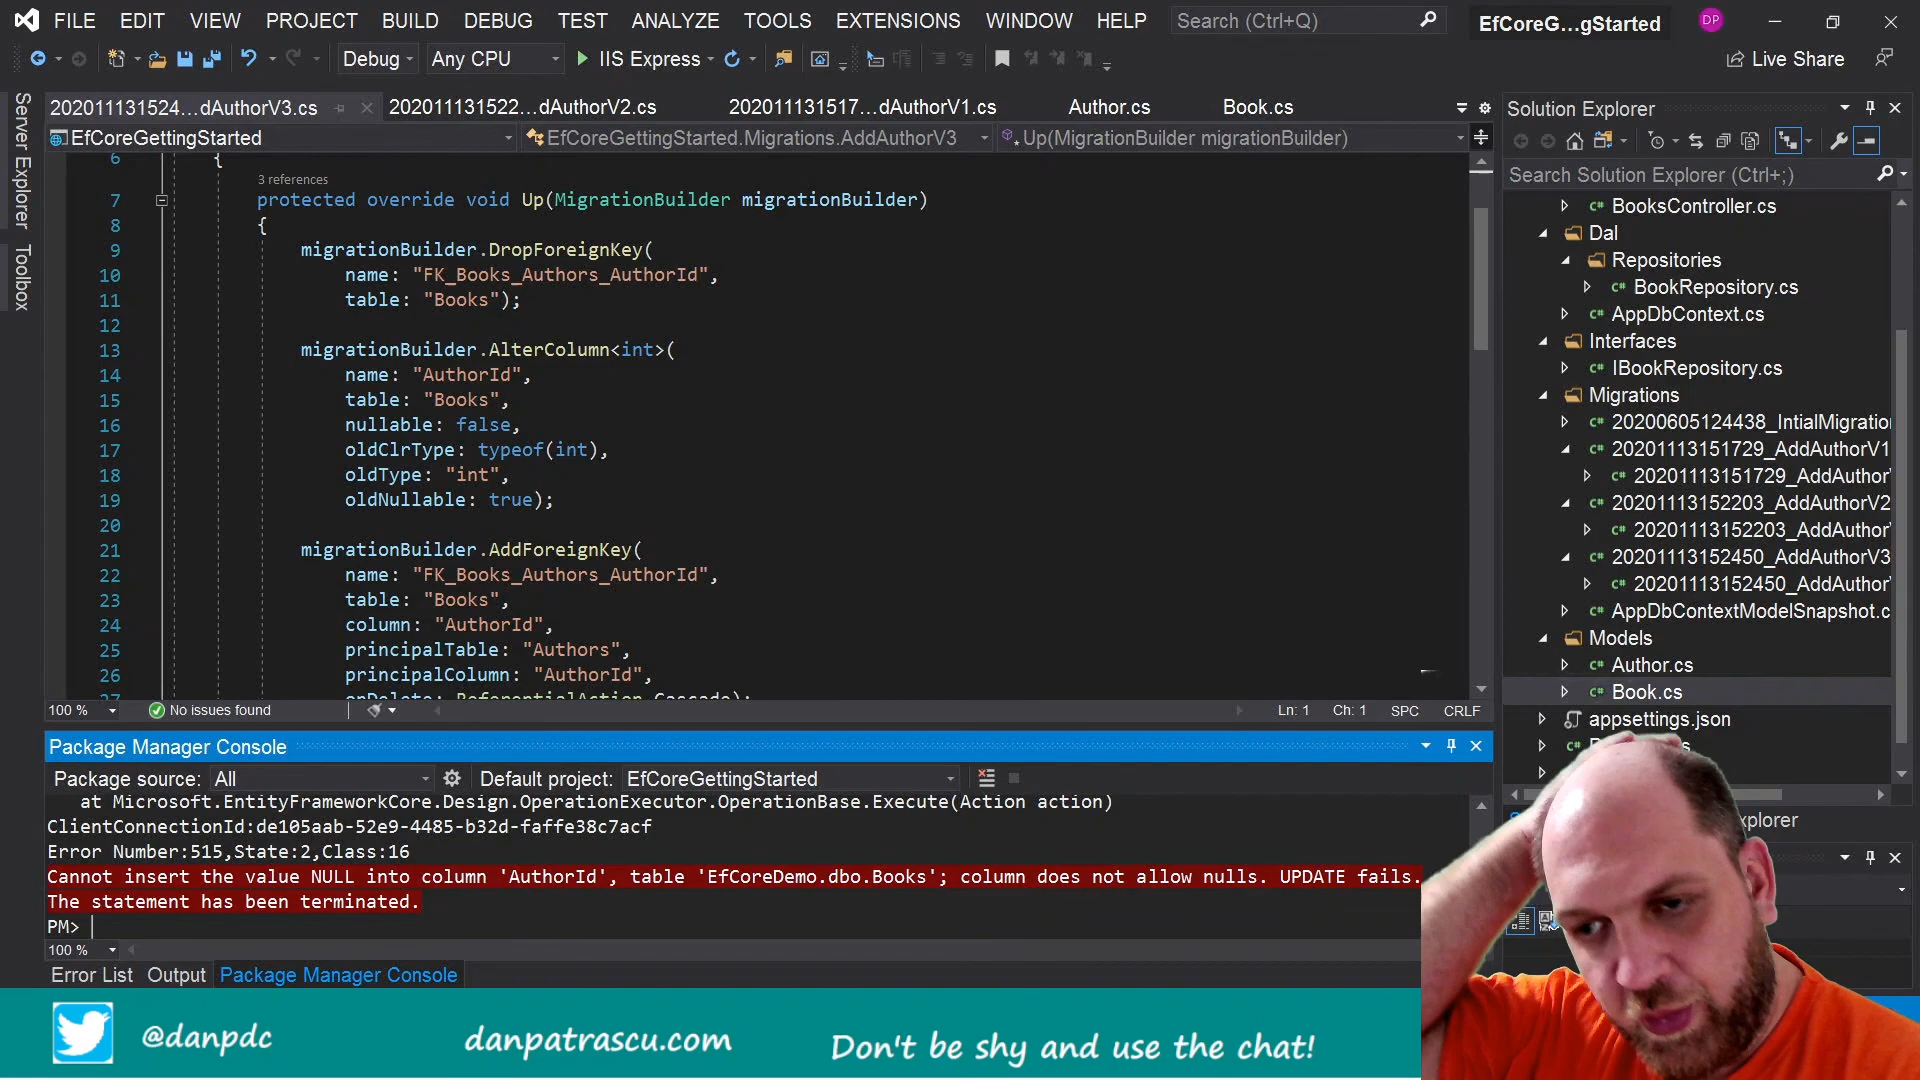 FILE EDIT VIEW PROJECT BUILD DEBUG TEST ANALYZE TOOLS EXTENSIONS WINDOW HELP Search (Ctrl+Q) EfCoreG...gStarted DP
Debug Any CPU IIS Express Live Share
202011131524...dAuthorV3.cs 202011131522...dAuthorV2.cs 202011131517...dAuthorV1.cs Author.cs Book.cs
EfCoreGettingStarted EfCoreGettingStarted.Migrations.AddAuthorV3 Up(MigrationBuilder migrationBuilder)
Server Explorer
Toolbox
6 {
3 references
7 protected override void Up(MigrationBuilder migrationBuilder)
8 {
9 migrationBuilder.DropForeignKey(
10 name: "FK_Books_Authors_AuthorId",
11 table: "Books");
12
13 migrationBuilder.AlterColumn<int>(
14 name: "AuthorId",
15 table: "Books",
16 nullable: false,
17 oldClrType: typeof(int),
18 oldType: "int",
19 oldNullable: true);
20
21 migrationBuilder.AddForeignKey(
22 name: "FK_Books_Authors_AuthorId",
23 table: "Books",
24 column: "AuthorId",
25 principalTable: "Authors",
26 principalColumn: "AuthorId",
27 onDelete: ReferentialAction.Cascade);
100 % No issues found Ln: 1 Ch: 1 SPC CRLF
Package Manager Console
Package source: All Default project: EfCoreGettingStarted
at Microsoft.EntityFrameworkCore.Design.OperationExecutor.OperationBase.Execute(Action action)
ClientConnectionId:de105aab-52e9-4485-b32d-faffe38c7acf
Error Number:515,State:2,Class:16
Cannot insert the value NULL into column 'AuthorId', table 'EfCoreDemo.dbo.Books'; column does not allow nulls. UPDATE fails.
The statement has been terminated.
PM>
100 %
Error List Output Package Manager Console
Solution Explorer
Search Solution Explorer (Ctrl+;)
BooksController.cs
Dal
Repositories
BookRepository.cs
AppDbContext.cs
Interfaces
IBookRepository.cs
Migrations
20200605124438_IntialMigratio
20201113151729_AddAuthorV1
20201113151729_AddAuthor
20201113152203_AddAuthorV2
20201113152203_AddAuthor
20201113152450_AddAuthorV3
20201113152450_AddAuthor
AppDbContextModelSnapshot.c
Models
Author.cs
Book.cs
appsettings.json
xplorer
@danpdc danpatrascu.com Don't be shy and use the chat!